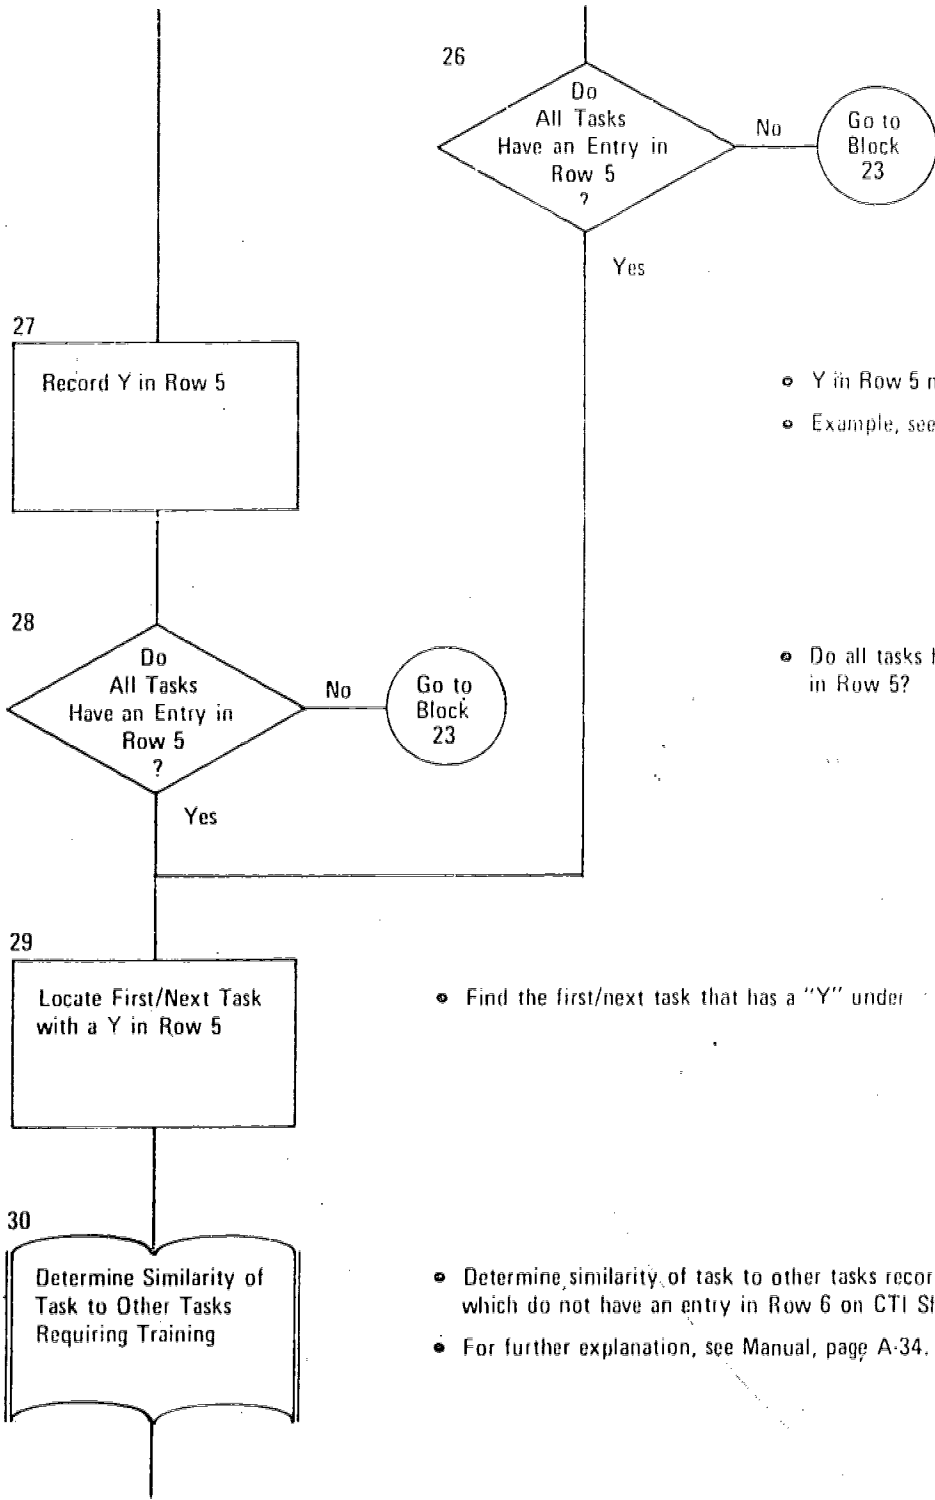 26
Do
All Tasks
Have an Entry in
Row 5
?
No
Go to
Block
23
Yes
27
Record Y in Row 5
• Y in Row 5
• Example, see
28
Do
All Tasks
Have an Entry in
Row 5
?
No
Go to
Block
23
Yes
• Do all tasks
in Row 5?
29
Locate First/Next Task
with a Y in Row 5
• Find the first/next task that has a "Y" under
30
Determine Similarity of
Task to Other Tasks
Requiring Training
• Determine similarity of task to other tasks recor
which do not have an entry in Row 6 on CTI
• For further explanation, see Manual, page A-34.